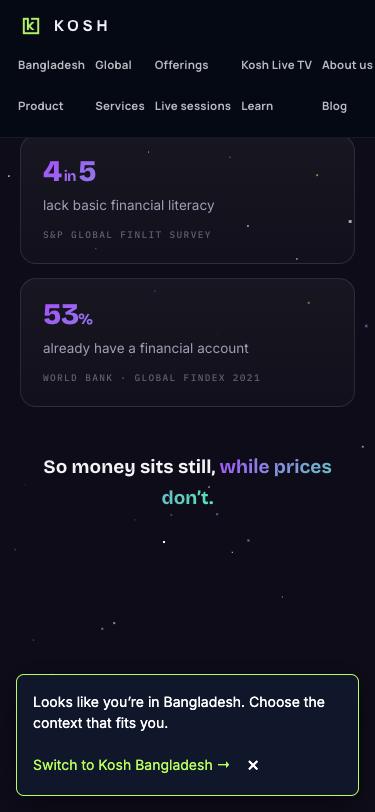 KOSH
Bangladesh Global Offerings Kosh Live TV About us
Product Services Live sessions Learn Blog
4 in 5
lack basic financial literacy
S&P GLOBAL FINLIT SURVEY
53%
already have a financial account
WORLD BANK · GLOBAL FINDEX 2021
So money sits still, while prices
don’t.
Looks like you’re in Bangladesh. Choose the
context that fits you.
Switch to Kosh Bangladesh → ✕